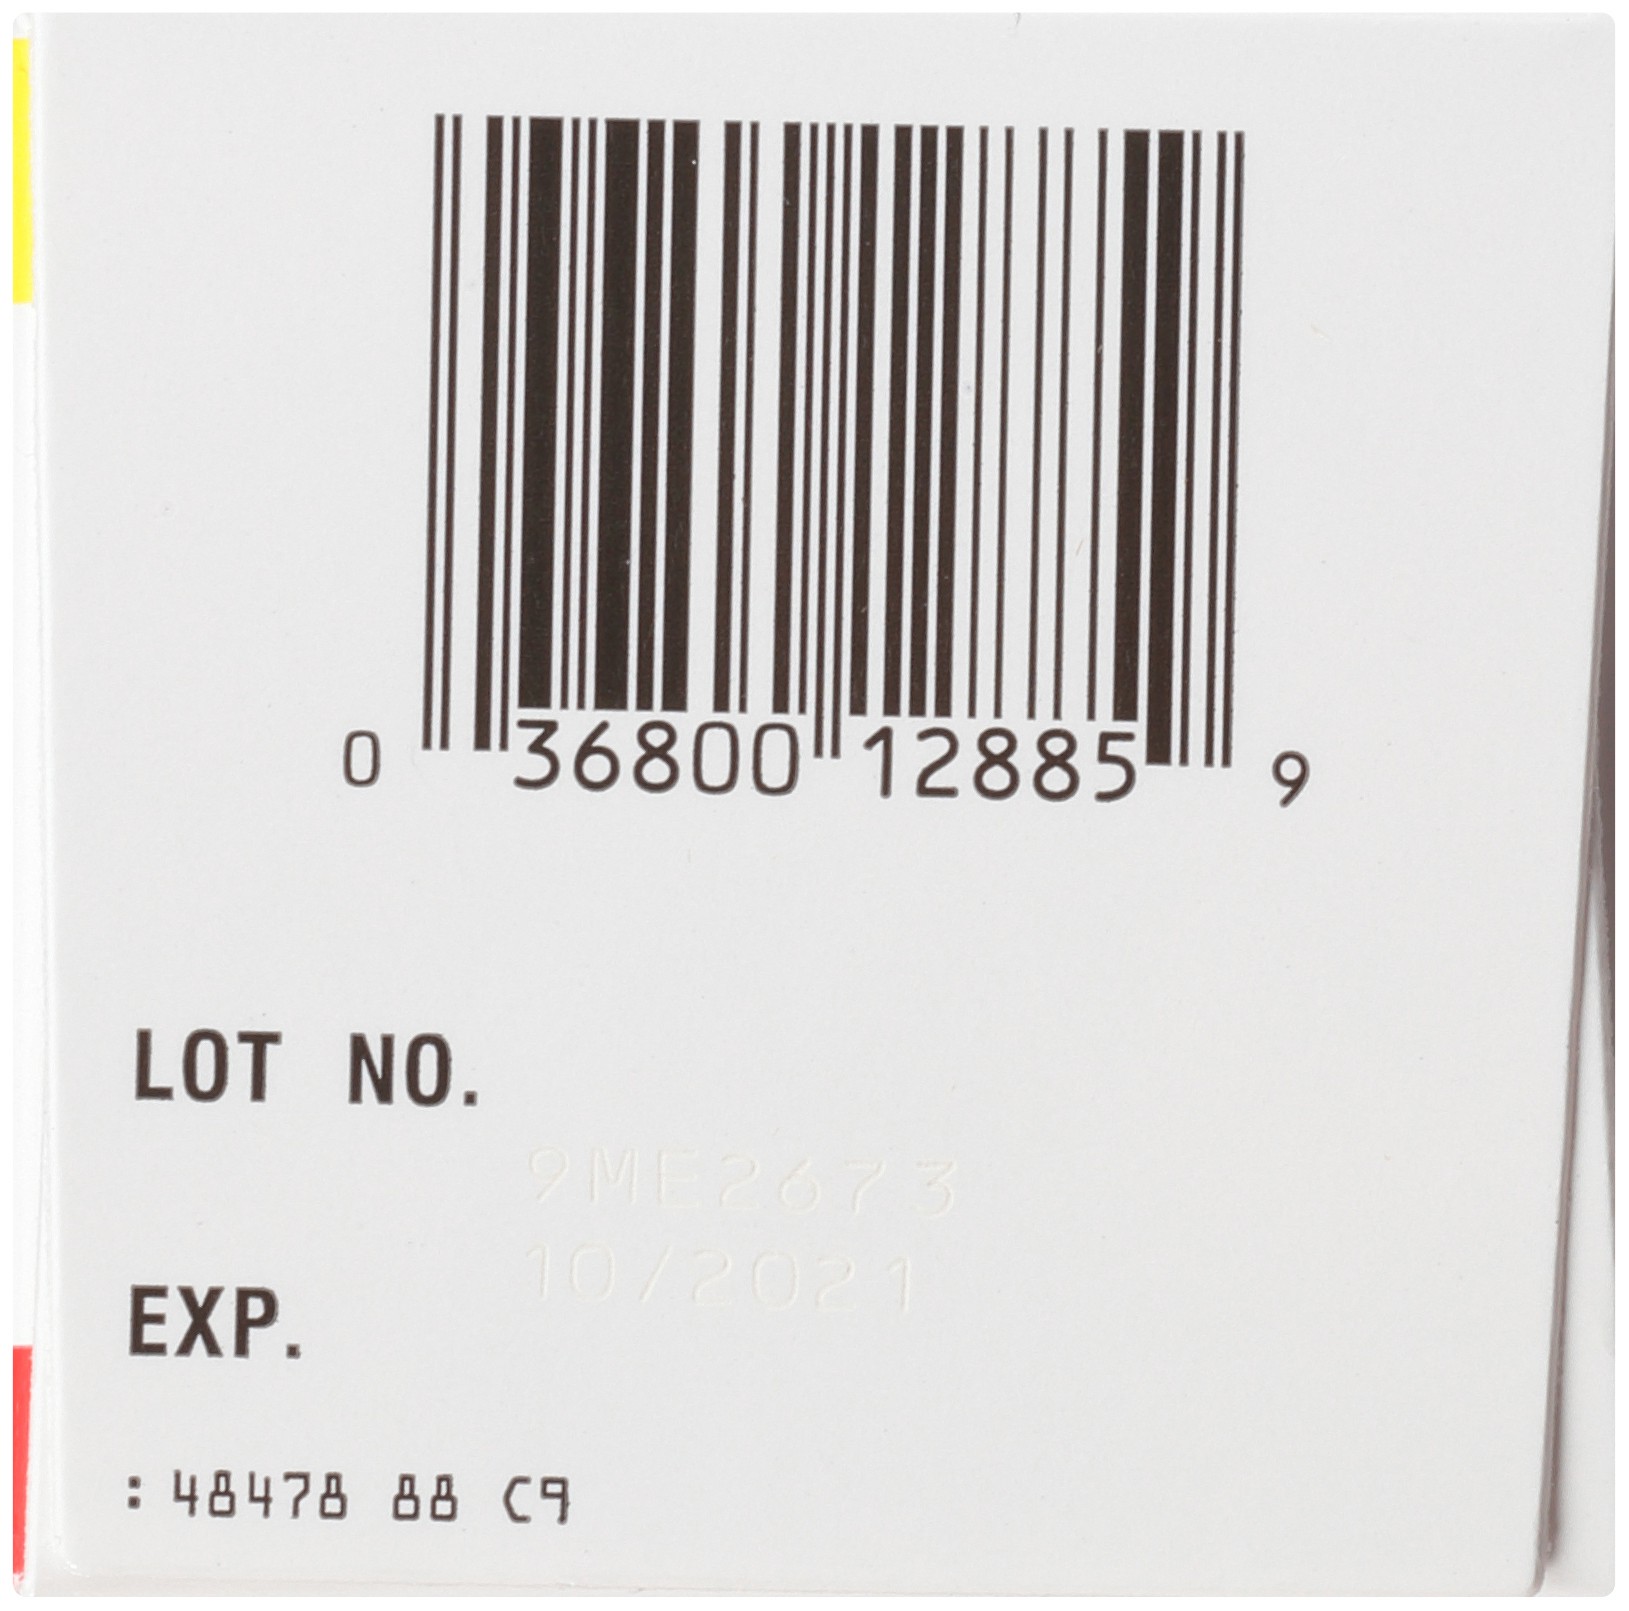 0 36800 12885 9
LOT NO.
9ME2673
10/2021
EXP.
: 48478 88 C9